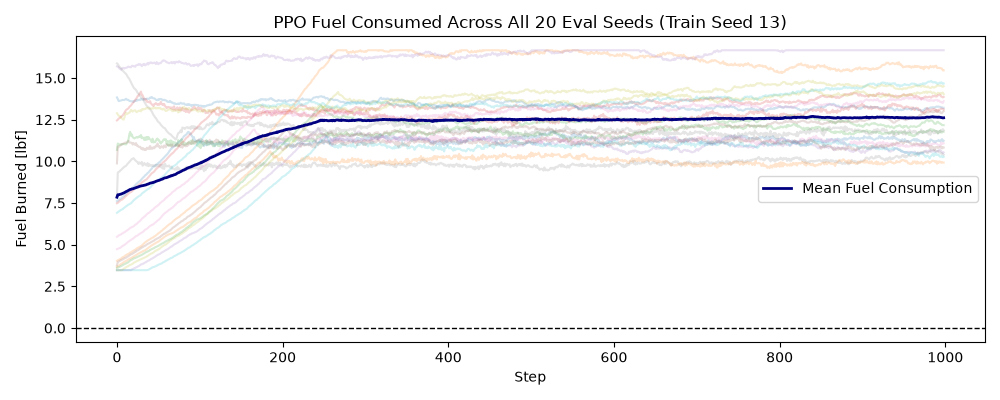 PPO Fuel Consumed Across All 20 Eval Seeds (Train Seed 13)
15.0
12.5
10.0
7.5
5.0
2.5
0.0
Fuel Burned [lbf]
Mean Fuel Consumption
0 200 400 600 800 1000
Step